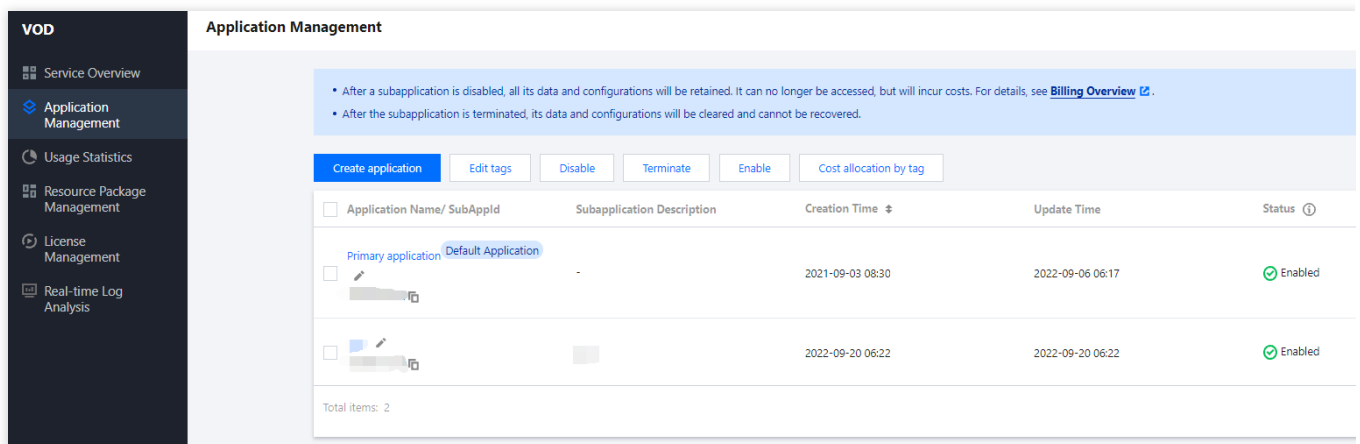 VOD
Application Management
Service Overview
Application
Management
Usage Statistics
Resource Package
Management
License
Management
Real-time Log
Analysis
• After a subapplication is disabled, all its data and configurations will be retained. It can no longer be accessed, but will incur costs. For details, see Billing Overview.
• After the subapplication is terminated, its data and configurations will be cleared and cannot be recovered.
Create application Edit tags Disable Terminate Enable Cost allocation by tag
Application Name/ SubAppId Subapplication Description Creation Time Update Time Status
Primary application Default Application
- 2021-09-03 08:30 2022-09-06 06:17 Enabled
2022-09-20 06:22 2022-09-20 06:22 Enabled
Total items: 2